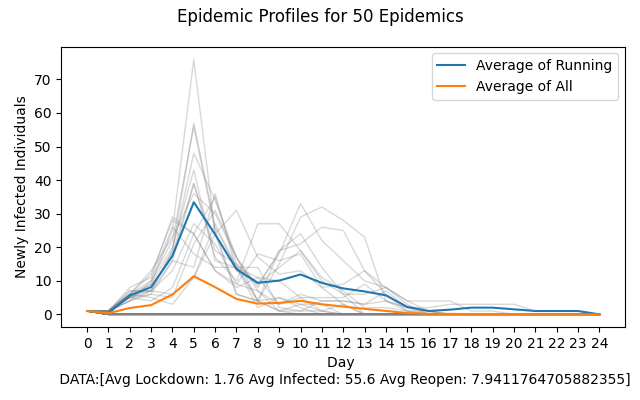 Epidemic Profiles for 50 Epidemics
Average of Running
Average of All
Newly Infected Individuals
70
60
50
40
30
20
10
0
0 1 2 3 4 5 6 7 8 9 10 11 12 13 14 15 16 17 18 19 20 21 22 23 24
Day
DATA:[Avg Lockdown: 1.76 Avg Infected: 55.6 Avg Reopen: 7.9411764705882355]